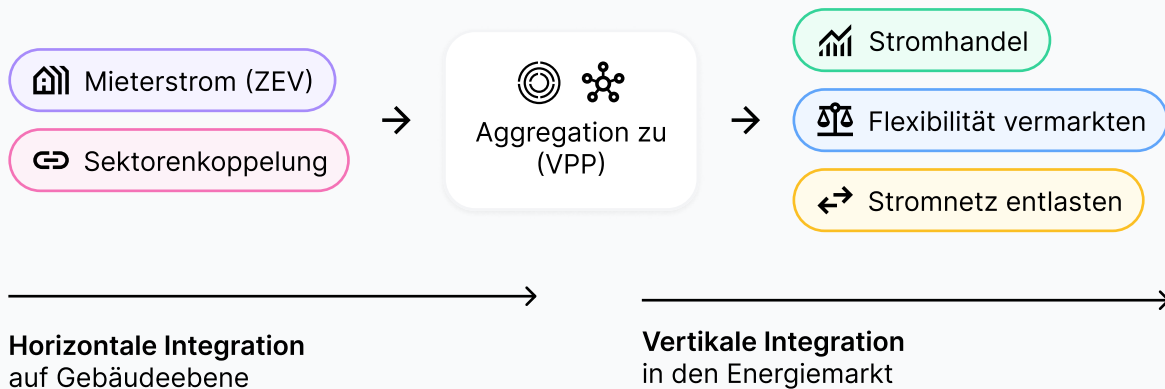 Mieterstrom (ZEV)
Sektorenkoppelung
Aggregation zu
(VPP)
Stromhandel
Flexibilität vermarkten
Stromnetz entlasten
Horizontale Integration
auf Gebäudeebene
Vertikale Integration
in den Energiemarkt